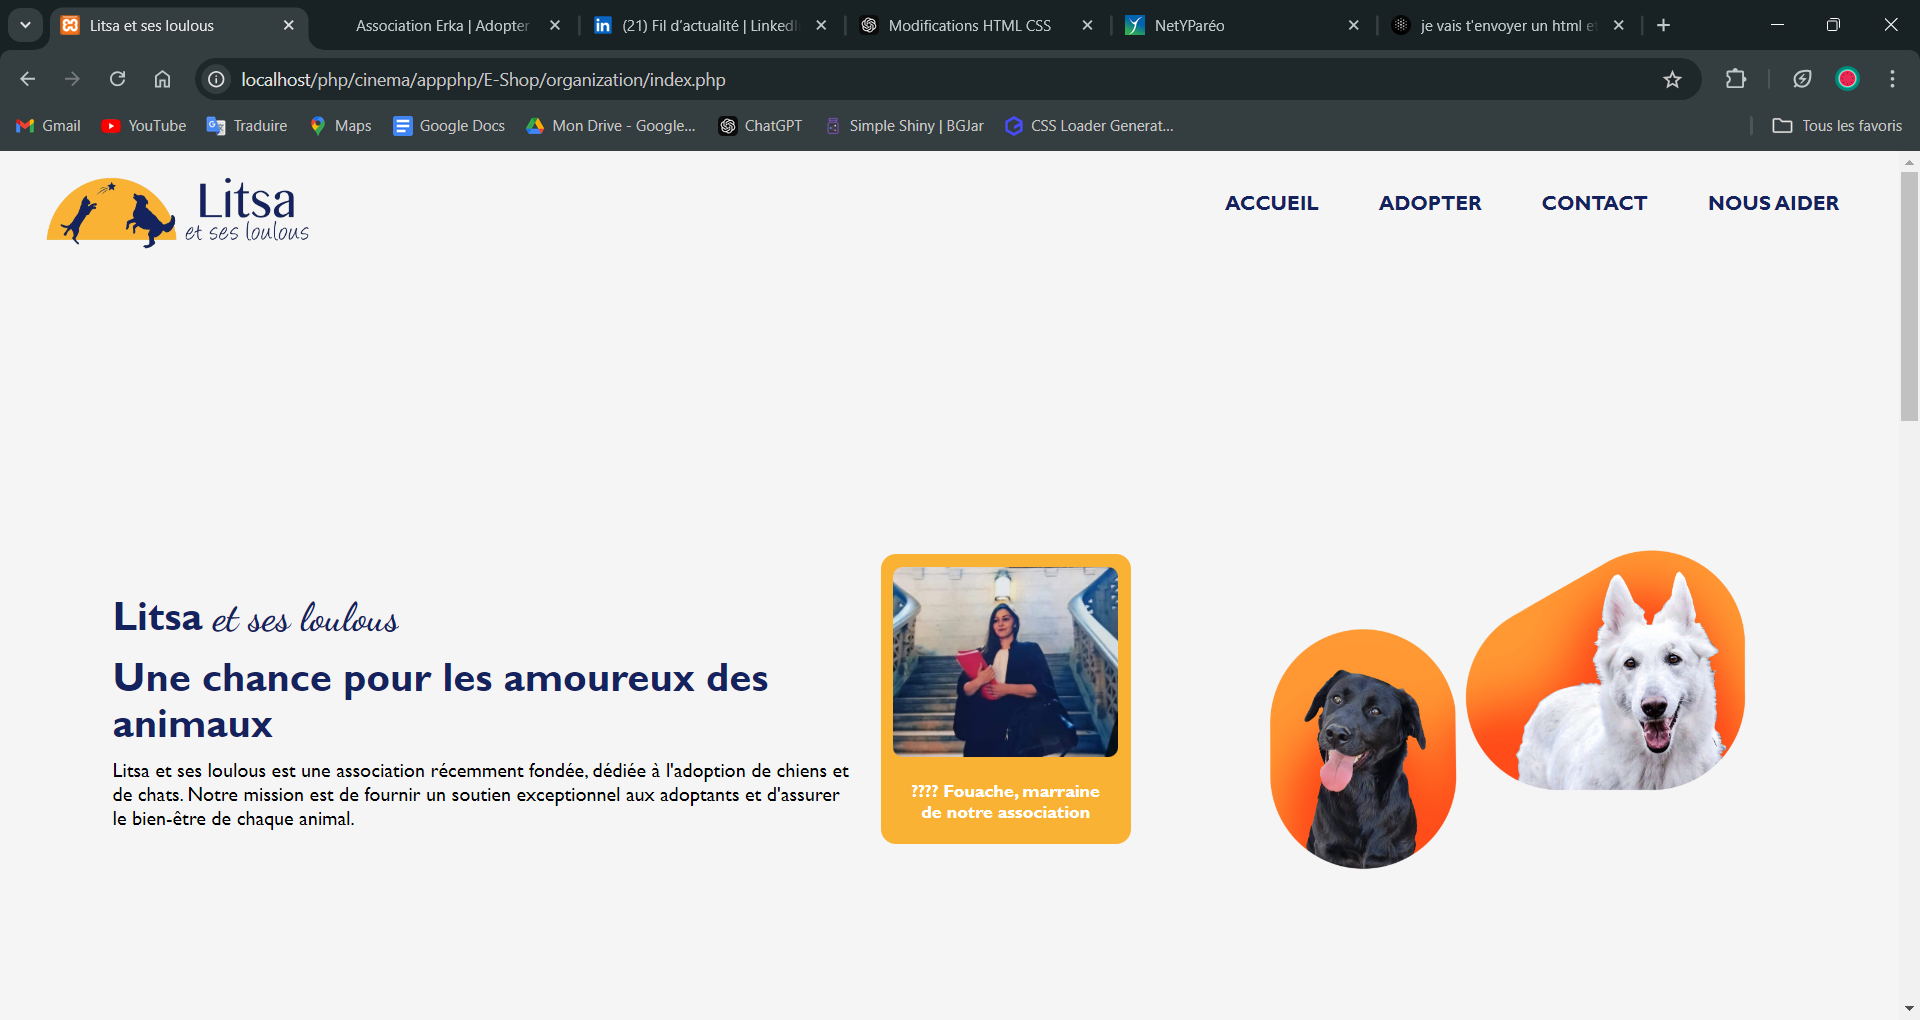 Litsa et ses loulous
Association Erka | Adopter
(21) Fil d'actualité | LinkedI
Modifications HTML CSS
NetYParéo
je vais t'envoyer un html e
localhost/php/cinema/appphp/E-Shop/organization/index.php
Gmail
YouTube
Traduire
Maps
Google Docs
Mon Drive - Google...
ChatGPT
Simple Shiny | BGJar
CSS Loader Generat...
Tous les favoris
Litsa
et ses loulous
ACCUEIL
ADOPTER
CONTACT
NOUS AIDER
Litsa et ses loulous
Une chance pour les amoureux des
animaux
Litsa et ses loulous est une association récemment fondée, dédiée à l'adoption de chiens et
de chats. Notre mission est de fournir un soutien exceptionnel aux adoptants et d'assurer
le bien-être de chaque animal.
???? Fouache, marraine
de notre association